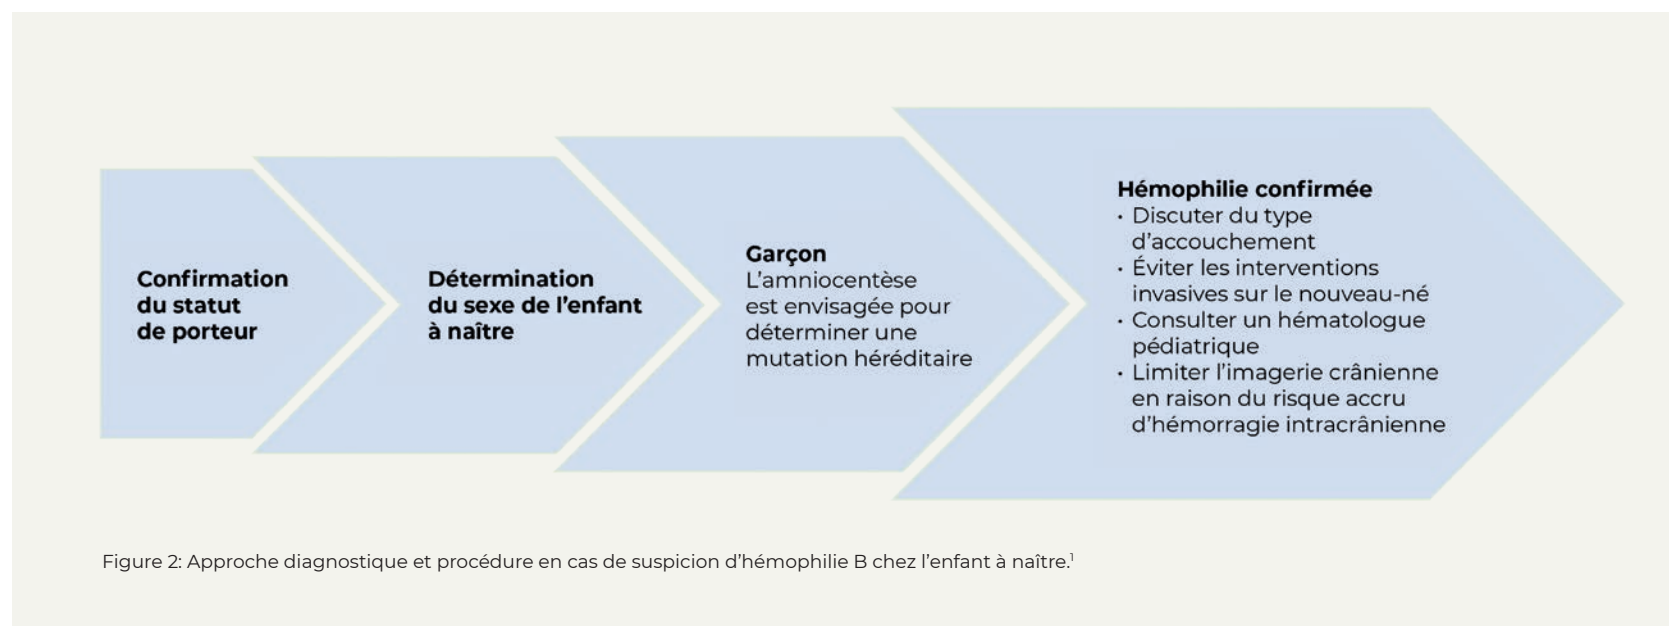 Confirmation
du statut
de porteur
Détermination
du sexe de l'enfant
à naître
Garçon
L'amniocentèse
est envisagée pour
déterminer une
mutation héréditaire
Hémophilie confirmée
• Discuter du type
d'accouchement
• Éviter les interventions
invasives sur le nouveau-né
• Consulter un hématologue
pédiatrique
• Limiter l'imagerie crânienne
en raison du risque accru
d'hémorragie intracrânienne
Figure 2: Approche diagnostique et procédure en cas de suspicion d'hémophilie B chez l'enfant à naître.¹